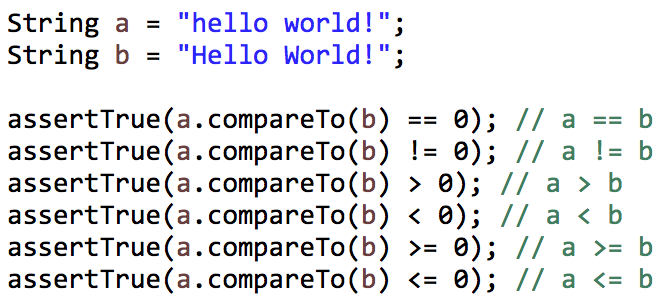 String a = "hello world!";
String b = "Hello World!";
assertTrue(a.compareTo(b) == 0); // a == b
assertTrue(a.compareTo(b) != 0); // a != b
assertTrue(a.compareTo(b) > 0); // a > b
assertTrue(a.compareTo(b) < 0); // a < b
assertTrue(a.compareTo(b) >= 0); // a >= b
assertTrue(a.compareTo(b) <= 0); // a <= b